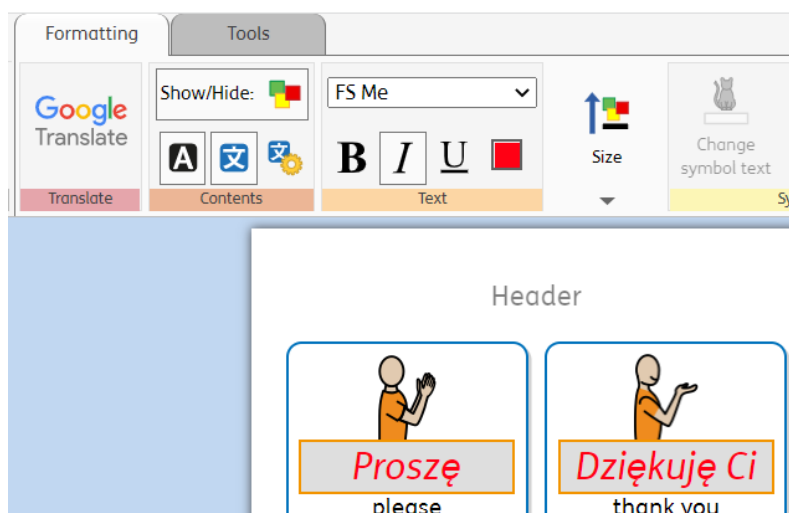 Formatting
Tools
Google
Translate
Show/Hide:
A
FS Me
B I U
Size
Change
symbol text
Translate
Contents
Text
Header
Proszę
Dziękuję Ci
please
thank you